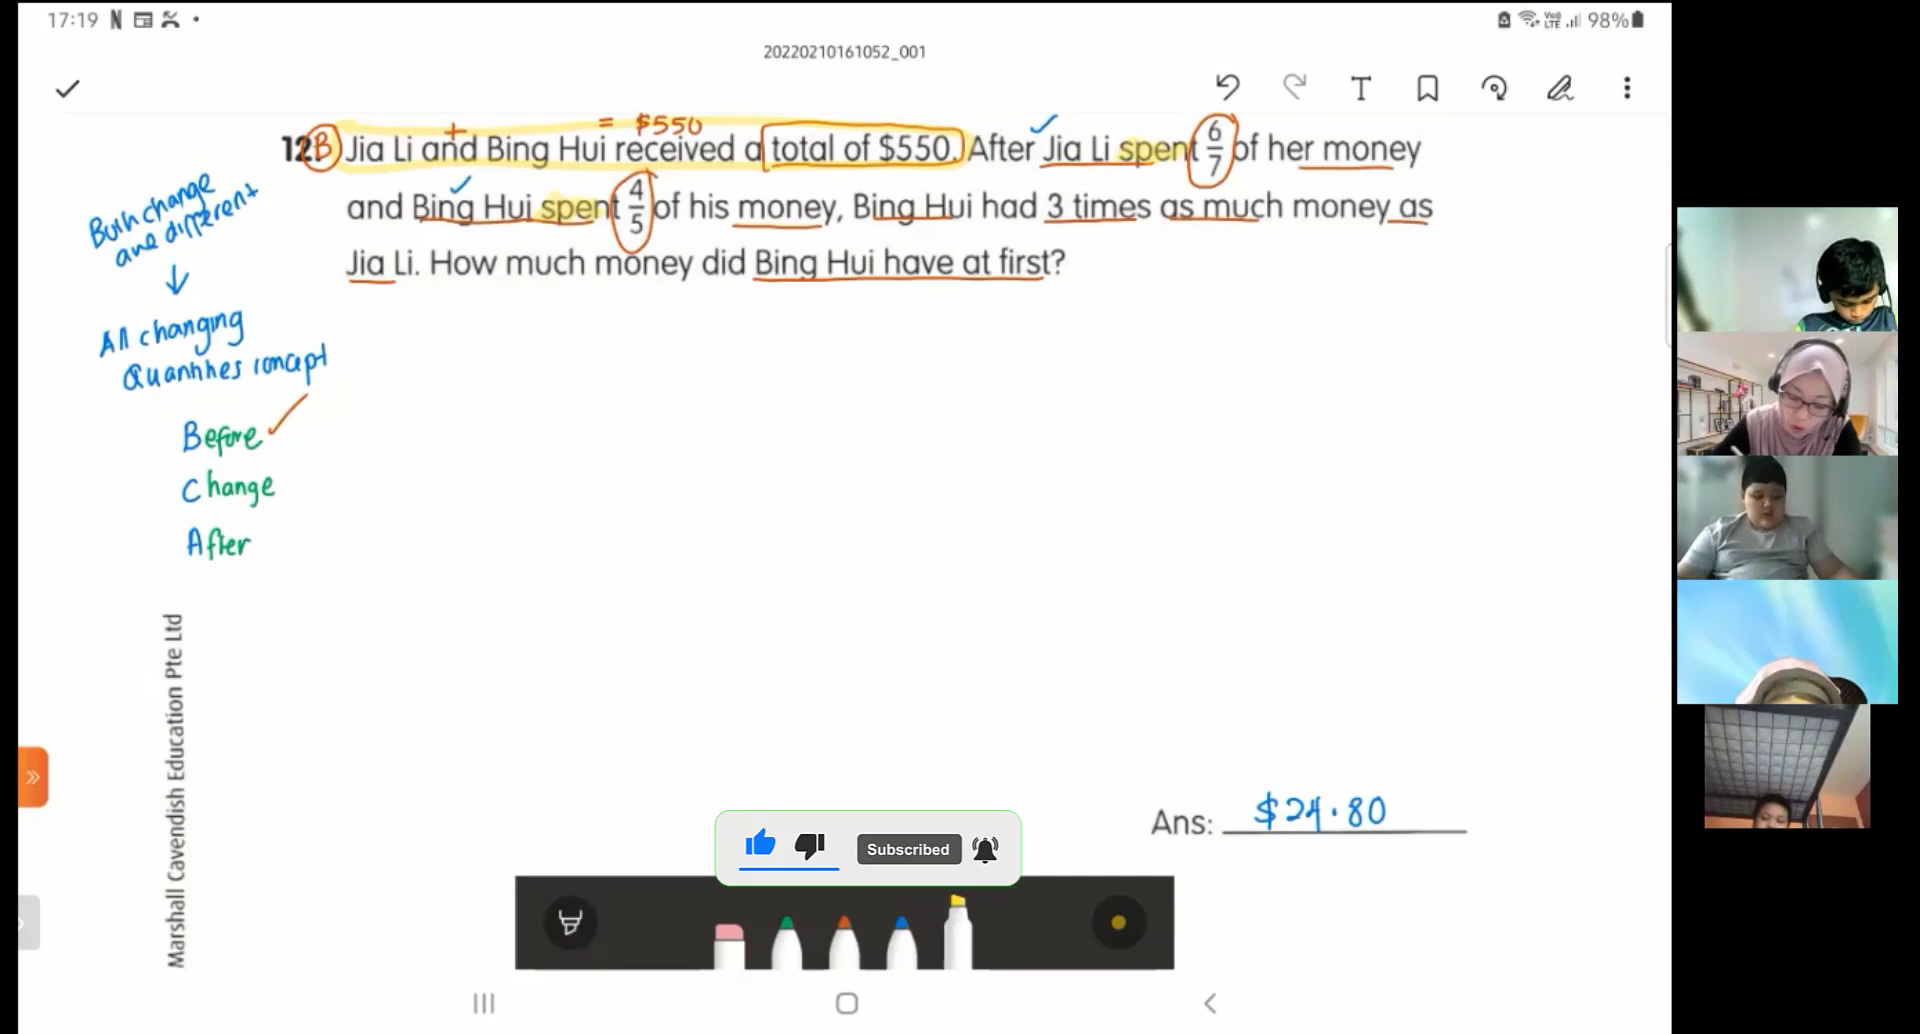 17:19
VoD LTE 98%
20220210161052_001
T
+ = $550
12. B Jia Li and Bing Hui received a total of $550. After Jia Li spent 6/7 of her money
and Bing Hui spent 4/5 of his money, Bing Hui had 3 times as much money as
Jia Li. How much money did Bing Hui have at first?
Both change
are different
All changing
Quantities concept
Before
Change
After
Marshall Cavendish Education Pte Ltd
Ans: $24.80
Subscribed